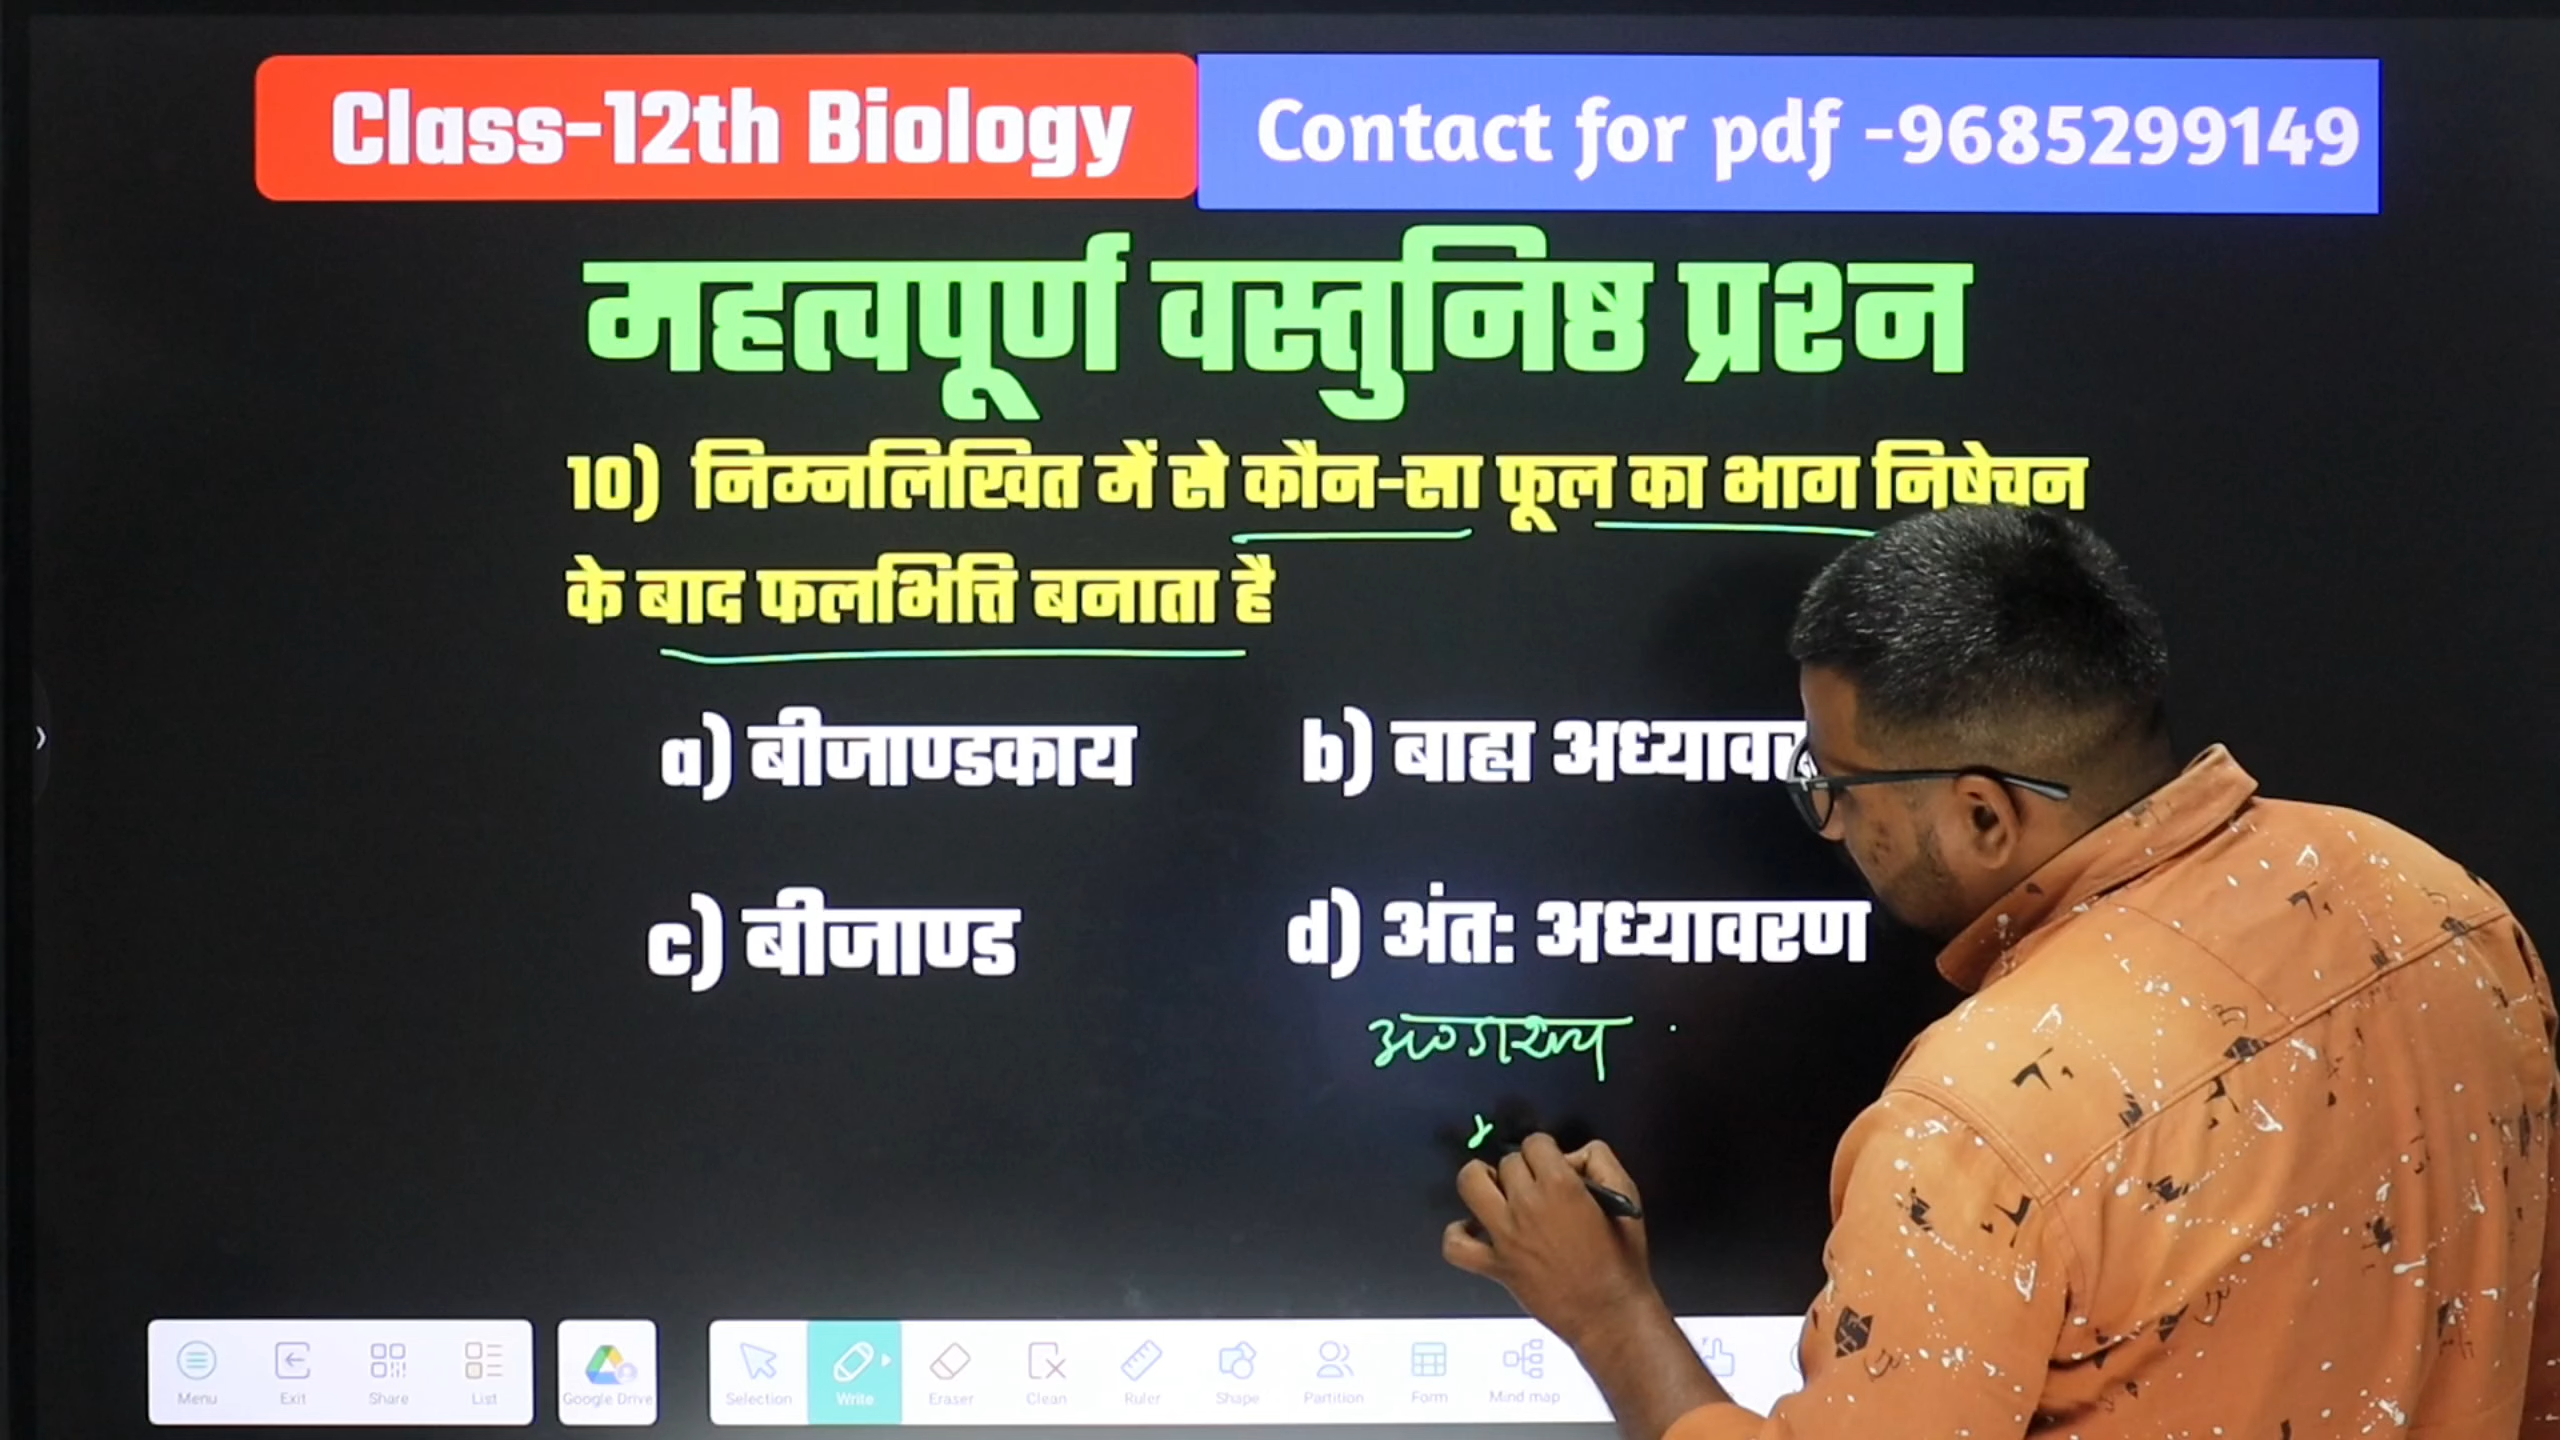 Class-12th Biology
Contact for pdf -9685299149
महत्वपूर्ण वस्तुनिष्ठ प्रश्न
10) निम्नलिखित में से कौन-सा फूल का भाग निषेचन
के बाद फलभित्ति बनाता है
a) बीजाण्डकाय
b) बाह्य
c) बीजाण्ड
d) अंत: अध्यावरण
Menu
Exit
Share
List
Google Drive
Selection
Write
Eraser
Clean
Ruler
Shape
Partition
Form
Mind map